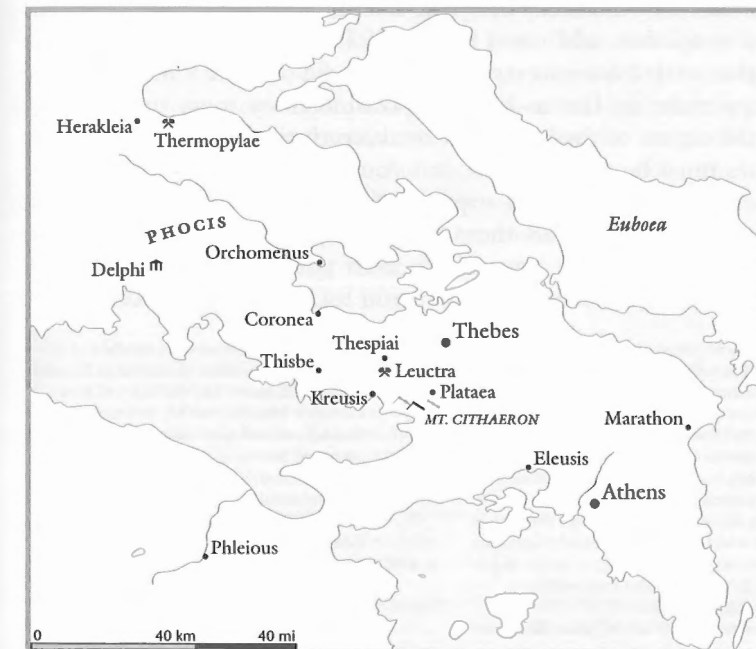 Herakleia
Thermopylae
PHOCIS
Euboea
Delphi
Orchomenus
Coronea
Thespiai
Thebes
Thisbe
Leuctra
Kreusis
Plataea
MT. CITHAERON
Marathon
Eleusis
Athens
Phleious
0 40 km 40 mi